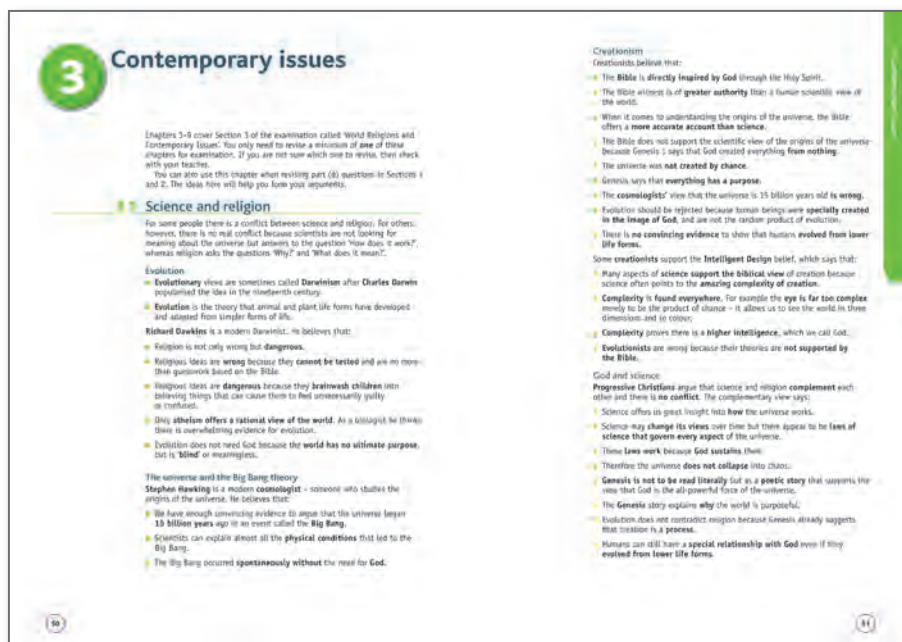 3
Contemporary issues
Chapters 3–9 cover Section 3 of the examination called 'World Religions and
Contemporary Issues'. You only need to revise a minimum of one of these
chapters for examination. If you are not sure which one to revise, then check
with your teacher.
You can also use this chapter when revising part (d) questions in Sections 1
and 2. The ideas here will help you form your arguments.
Science and religion
For some people there is a conflict between science and religion. For others,
however, there is no real conflict because scientists are not looking for
meaning about the universe but answers to the question 'How does it work?',
whereas religion asks the questions 'Why?' and 'What does it mean?'.
Evolution
Evolutionary views are sometimes called Darwinism after Charles Darwin
popularised the idea in the nineteenth century.
Evolution is the theory that animal and plant life forms have developed
and adapted from simpler forms of life.
Richard Dawkins is a modern Darwinist. He believes that:
Religion is not only wrong but dangerous.
Religious ideas are wrong because they cannot be tested and are no more
than guesswork based on the Bible.
Religious ideas are dangerous because they brainwash children into
believing things that can cause them to feel unnecessarily guilty
or confused.
Only atheism offers a rational view of the world. As a biologist he thinks
there is overwhelming evidence for evolution.
Evolution does not need God because the world has no ultimate purpose,
but is 'blind' or meaningless.
The universe and the Big Bang theory
Stephen Hawking is a modern cosmologist – someone who studies the
origins of the universe. He believes that:
We have enough convincing evidence to argue that the universe began
15 billion years ago in an event called the Big Bang.
Scientists can explain almost all the physical conditions that led to the
Big Bang.
The Big Bang occurred spontaneously without the need for God.
50
Creationism
Creationists believe that:
The Bible is directly inspired by God through the Holy Spirit.
The Bible witness is of greater authority than a human scientific view of
the world.
When it comes to understanding the origins of the universe, the Bible
offers a more accurate account than science.
The Bible does not support the scientific view of the origins of the universe
because Genesis 1 says that God created everything from nothing.
The universe was not created by chance.
Genesis says that everything has a purpose.
The cosmologists' view that the universe is 15 billion years old is wrong.
Evolution should be rejected because human beings were specially created
in the image of God, and are not the random product of evolution.
There is no convincing evidence to show that humans evolved from lower
life forms.
Some creationists support the Intelligent Design belief, which says that:
Many aspects of science support the biblical view of creation because
science often points to the amazing complexity of creation.
Complexity is found everywhere. For example the eye is far too complex
merely to be the product of chance – it allows us to see the world in three
dimensions and in colour.
Complexity proves there is a higher intelligence, which we call God.
Evolutionists are wrong because their theories are not supported by
the Bible.
God and science
Progressive Christians argue that science and religion complement each
other and there is no conflict. The complementary view says:
Science offers us great insight into how the universe works.
Science may change its views over time but there appear to be laws of
science that govern every aspect of the universe.
These laws work because God sustains them.
Therefore the universe does not collapse into chaos.
Genesis is not to be read literally but as a poetic story that supports the
view that God is the all-powerful force of the universe.
The Genesis story explains why the world is purposeful.
Evolution does not contradict religion because Genesis already suggests
that creation is a process.
Humans can still have a special relationship with God even if they
evolved from lower life forms.
51